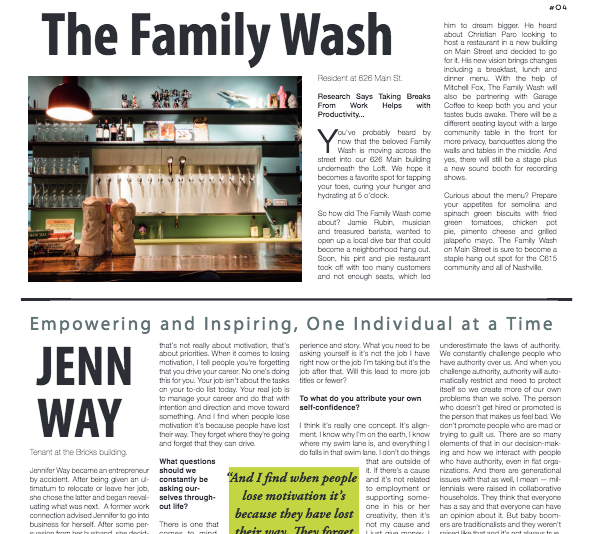 #04
The Family Wash
Resident at 626 Main St.
Research Says Taking Breaks
From Work Helps with
Productivity...
You've probably heard by
now that the beloved Family
Wash is moving across the
street into our 626 Main building
underneath the Loft. We hope it
becomes a favorite spot for tapping
your toes, curing your hunger and
hydrating at 5 o'clock.
So how did The Family Wash come
about? Jamie Rubin, musician
and treasured barista, wanted to
open up a local dive bar that could
become a neighborhood hang out.
Soon, his pint and pie restaurant
took off with too many customers
and not enough seats, which led
him to dream bigger. He heard
about Christian Paro looking to
host a restaurant in a new building
on Main Street and decided to go
for it. His new vision brings changes
including a breakfast, lunch and
dinner menu. With the help of
Mitchell Fox, The Family Wash will
also be partnering with Garage
Coffee to keep both you and your
tastes buds awake. There will be a
different seating layout with a large
community table in the front for
more privacy, banquettes along the
walls and tables in the middle. And
yes, there will still be a stage plus
a new sound booth for recording
shows.
Curious about the menu? Prepare
your appetites for semolina and
spinach green biscuits with fried
green tomatoes, chicken pot
pie, pimento cheese and grilled
jalapeño mayo. The Family Wash
on Main Street is sure to become a
staple hang out spot for the C615
community and all of Nashville.
Empowering and Inspiring, One Individual at a Time
JENN
WAY
Tenant at the Bricks building.
Jennifer Way became an entrepreneur
by accident. After being given an ul-
timatum to relocate or leave her job,
she chose the latter and began reeval-
uating what was next. A former work
connection advised Jennifer to go into
business for herself. After some per-
that's not really about motivation, that's
about priorities. When it comes to losing
motivation, I tell people you're forgetting
that you drive your career. No one's doing
this for you. Your job isn't about the tasks
on your to-do list today. Your real job is
to manage your career and do that with
intention and direction and move toward
something. And I find when people lose
motivation it's because people have lost
their way. They forget where they're going
and forget that they can drive.
What questions
should we
constantly be
asking our-
selves through-
out life?
There is one that
comes to mind
"And I find when people
lose motivation it's
because they have lost
their way. They forget
perience and story. What you need to be
asking yourself is it's not the job I have
right now or the job I'm taking but it's the
job after that. Will this lead to more job
titles or fewer?
To what do you attribute your own
self-confidence?
I think it's really one concept. It's align-
ment. I know why I'm on the earth, I know
where my swim lane is, and everything I
do falls in that swim lane. I don't do things
that are outside of
it. If there's a cause
and it's not related
to employment or
supporting some-
one in his or her
creativity, then it's
not my cause and
I just give money. I
underestimate the laws of authority.
We constantly challenge people who
have authority over us. And when you
challenge authority, authority will auto-
matically restrict and need to protect
itself so we create more of our own
problems than we solve. The person
who doesn't get hired or promoted is
the person that makes us feel bad. We
don't promote people who are mad or
trying to guilt us. There are so many
elements of that in our decision-mak-
ing and how we interact with people
who have authority, even in flat orga-
nizations. And there are generational
issues with that as well, I mean — mil-
lennials were raised in collaborative
households. They think that everyone
has a say and that everyone can have
an opinion about it. But baby boom-
ers are traditionalists and they weren't
raised like that and it's not always true.